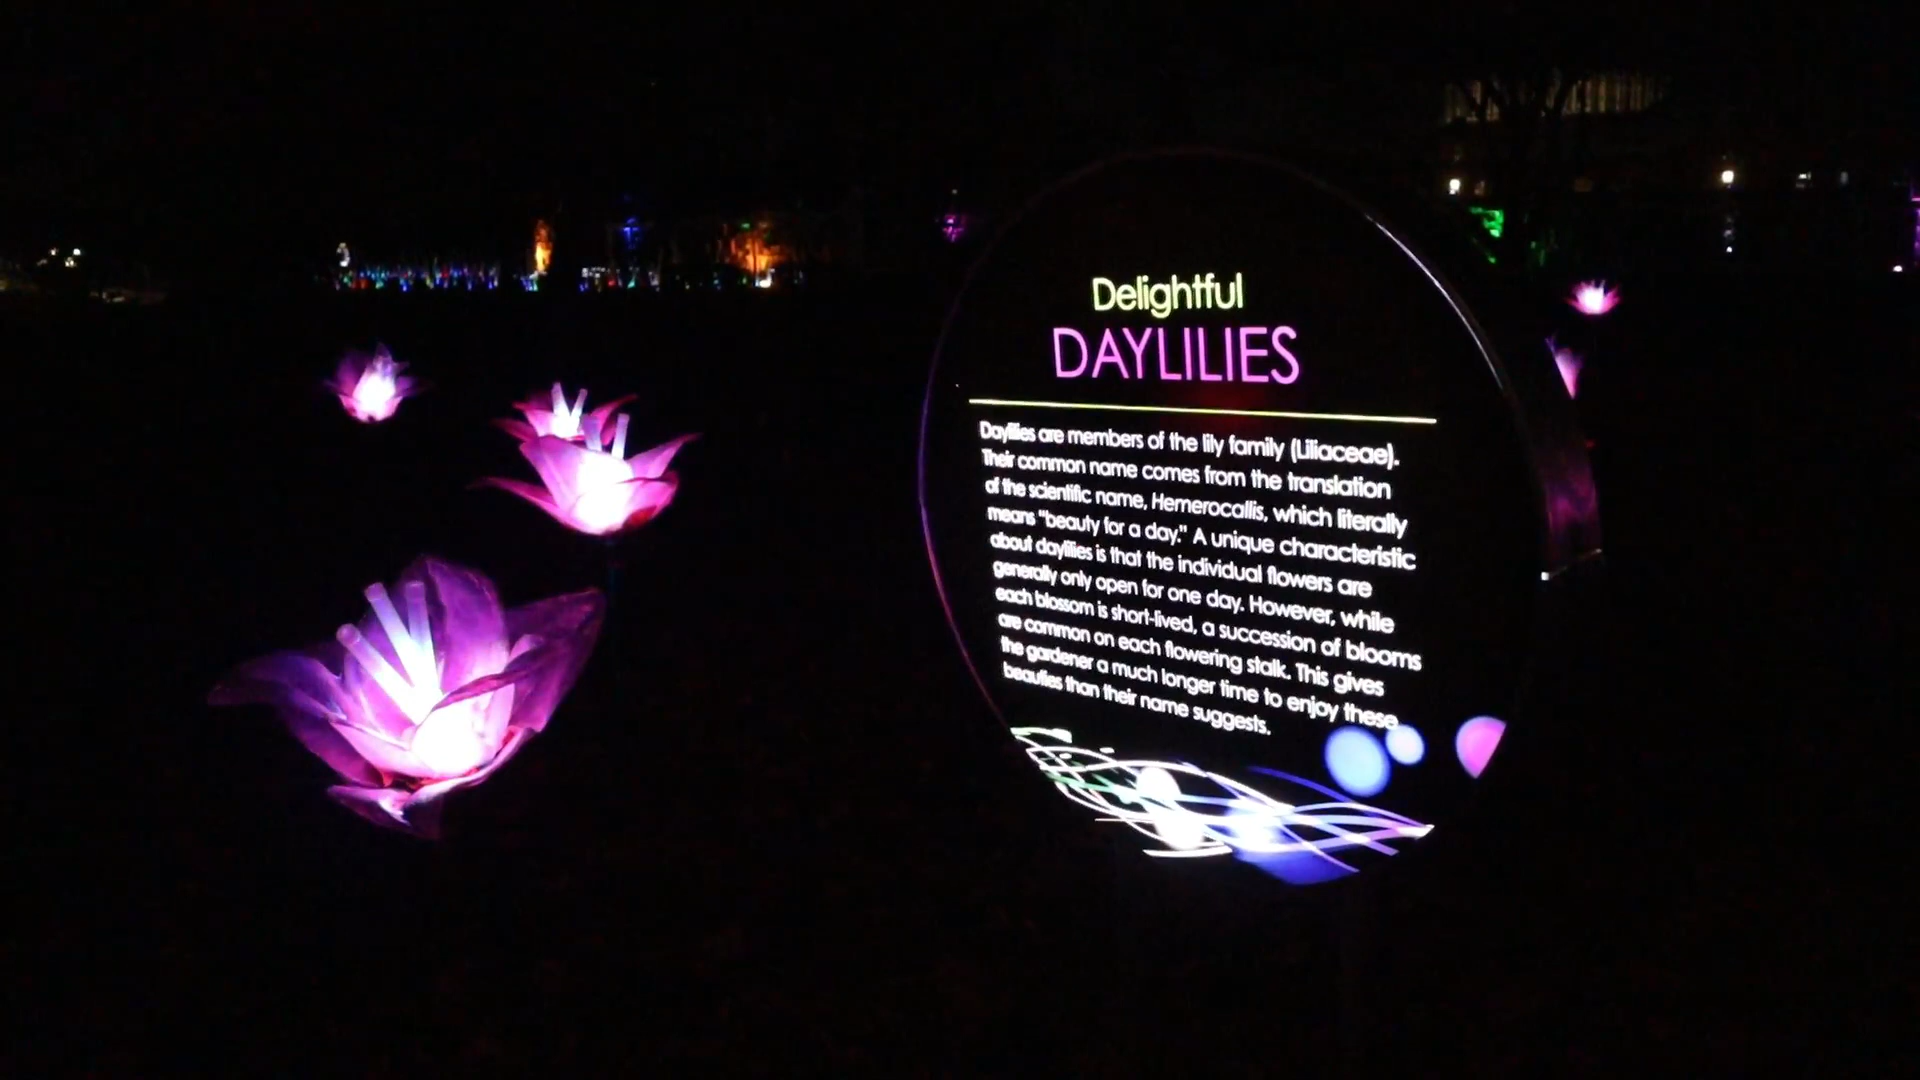 Delightful
DAYLILIES
Daylilies are members of the lily family (Liliaceae).
Their common name comes from the translation
of the scientific name, Hemerocallis, which literally
means "beauty for a day." A unique characteristic
about daylilies is that the individual flowers are
generally only open for one day. However, while
each blossom is short-lived, a succession of blooms
are common on each flowering stalk. This gives
the gardener a much longer time to enjoy these
beauties than their name suggests.